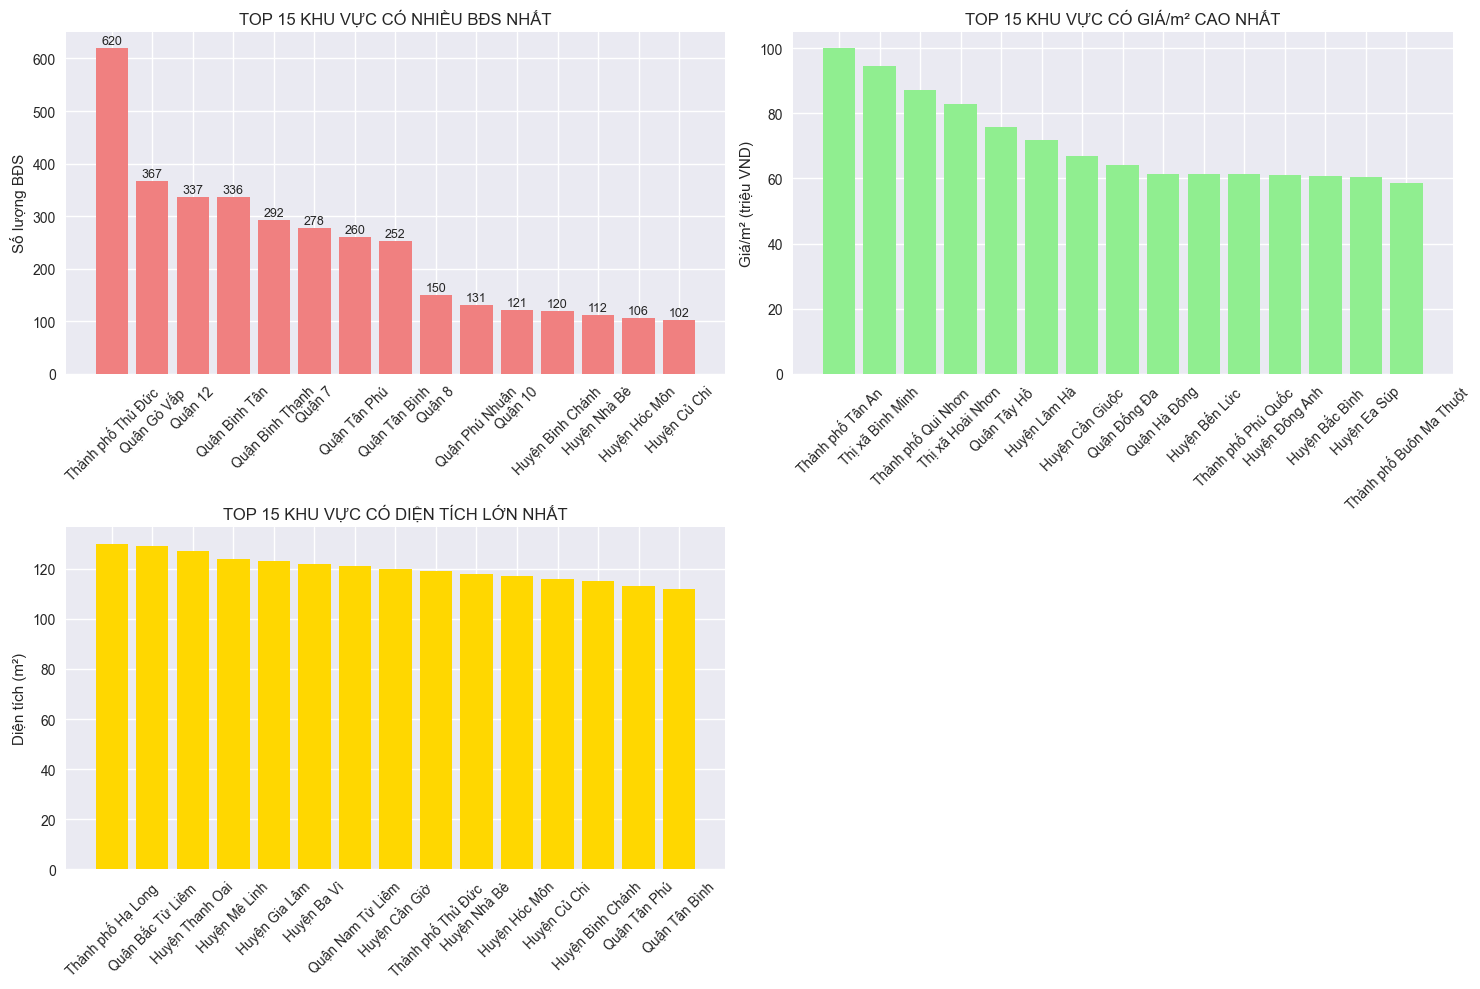 TOP 15 KHU VỰC CÓ NHIỀU BĐS NHẤT
Số lượng BĐS
600
500
400
300
200
100
0
620
367
337
336
292
278
260
252
150
131
121
120
112
106
102
Thành phố Thủ Đức
Quận Gò Vấp
Quận 12
Quận Bình Tân
Quận Bình Thạnh
Quận 7
Quận Tân Phú
Quận Tân Bình
Quận 8
Quận Phú Nhuận
Quận 10
Huyện Bình Chánh
Huyện Nhà Bè
Huyện Hóc Môn
Huyện Củ Chi
TOP 15 KHU VỰC CÓ GIÁ/m² CAO NHẤT
Giá/m² (triệu VND)
100
80
60
40
20
0
Thành phố Tân An
Thị xã Bình Minh
Thành phố Qui Nhơn
Thị xã Hoài Nhơn
Quận Tây Hồ
Huyện Lâm Hà
Huyện Cần Giuộc
Quận Đống Đa
Quận Hà Đông
Huyện Bến Lức
Thành phố Phú Quốc
Huyện Đông Anh
Huyện Bắc Bình
Huyện Ea Súp
Thành phố Buôn Ma Thuột
TOP 15 KHU VỰC CÓ DIỆN TÍCH LỚN NHẤT
Diện tích (m²)
120
100
80
60
40
20
0
Thành phố Hạ Long
Quận Bắc Từ Liêm
Huyện Thanh Oai
Huyện Mê Linh
Huyện Gia Lâm
Huyện Ba Vì
Quận Nam Từ Liêm
Huyện Cần Giờ
Thành phố Thủ Đức
Huyện Nhà Bè
Huyện Hóc Môn
Huyện Củ Chi
Huyện Bình Chánh
Quận Tân Phú
Quận Tân Bình